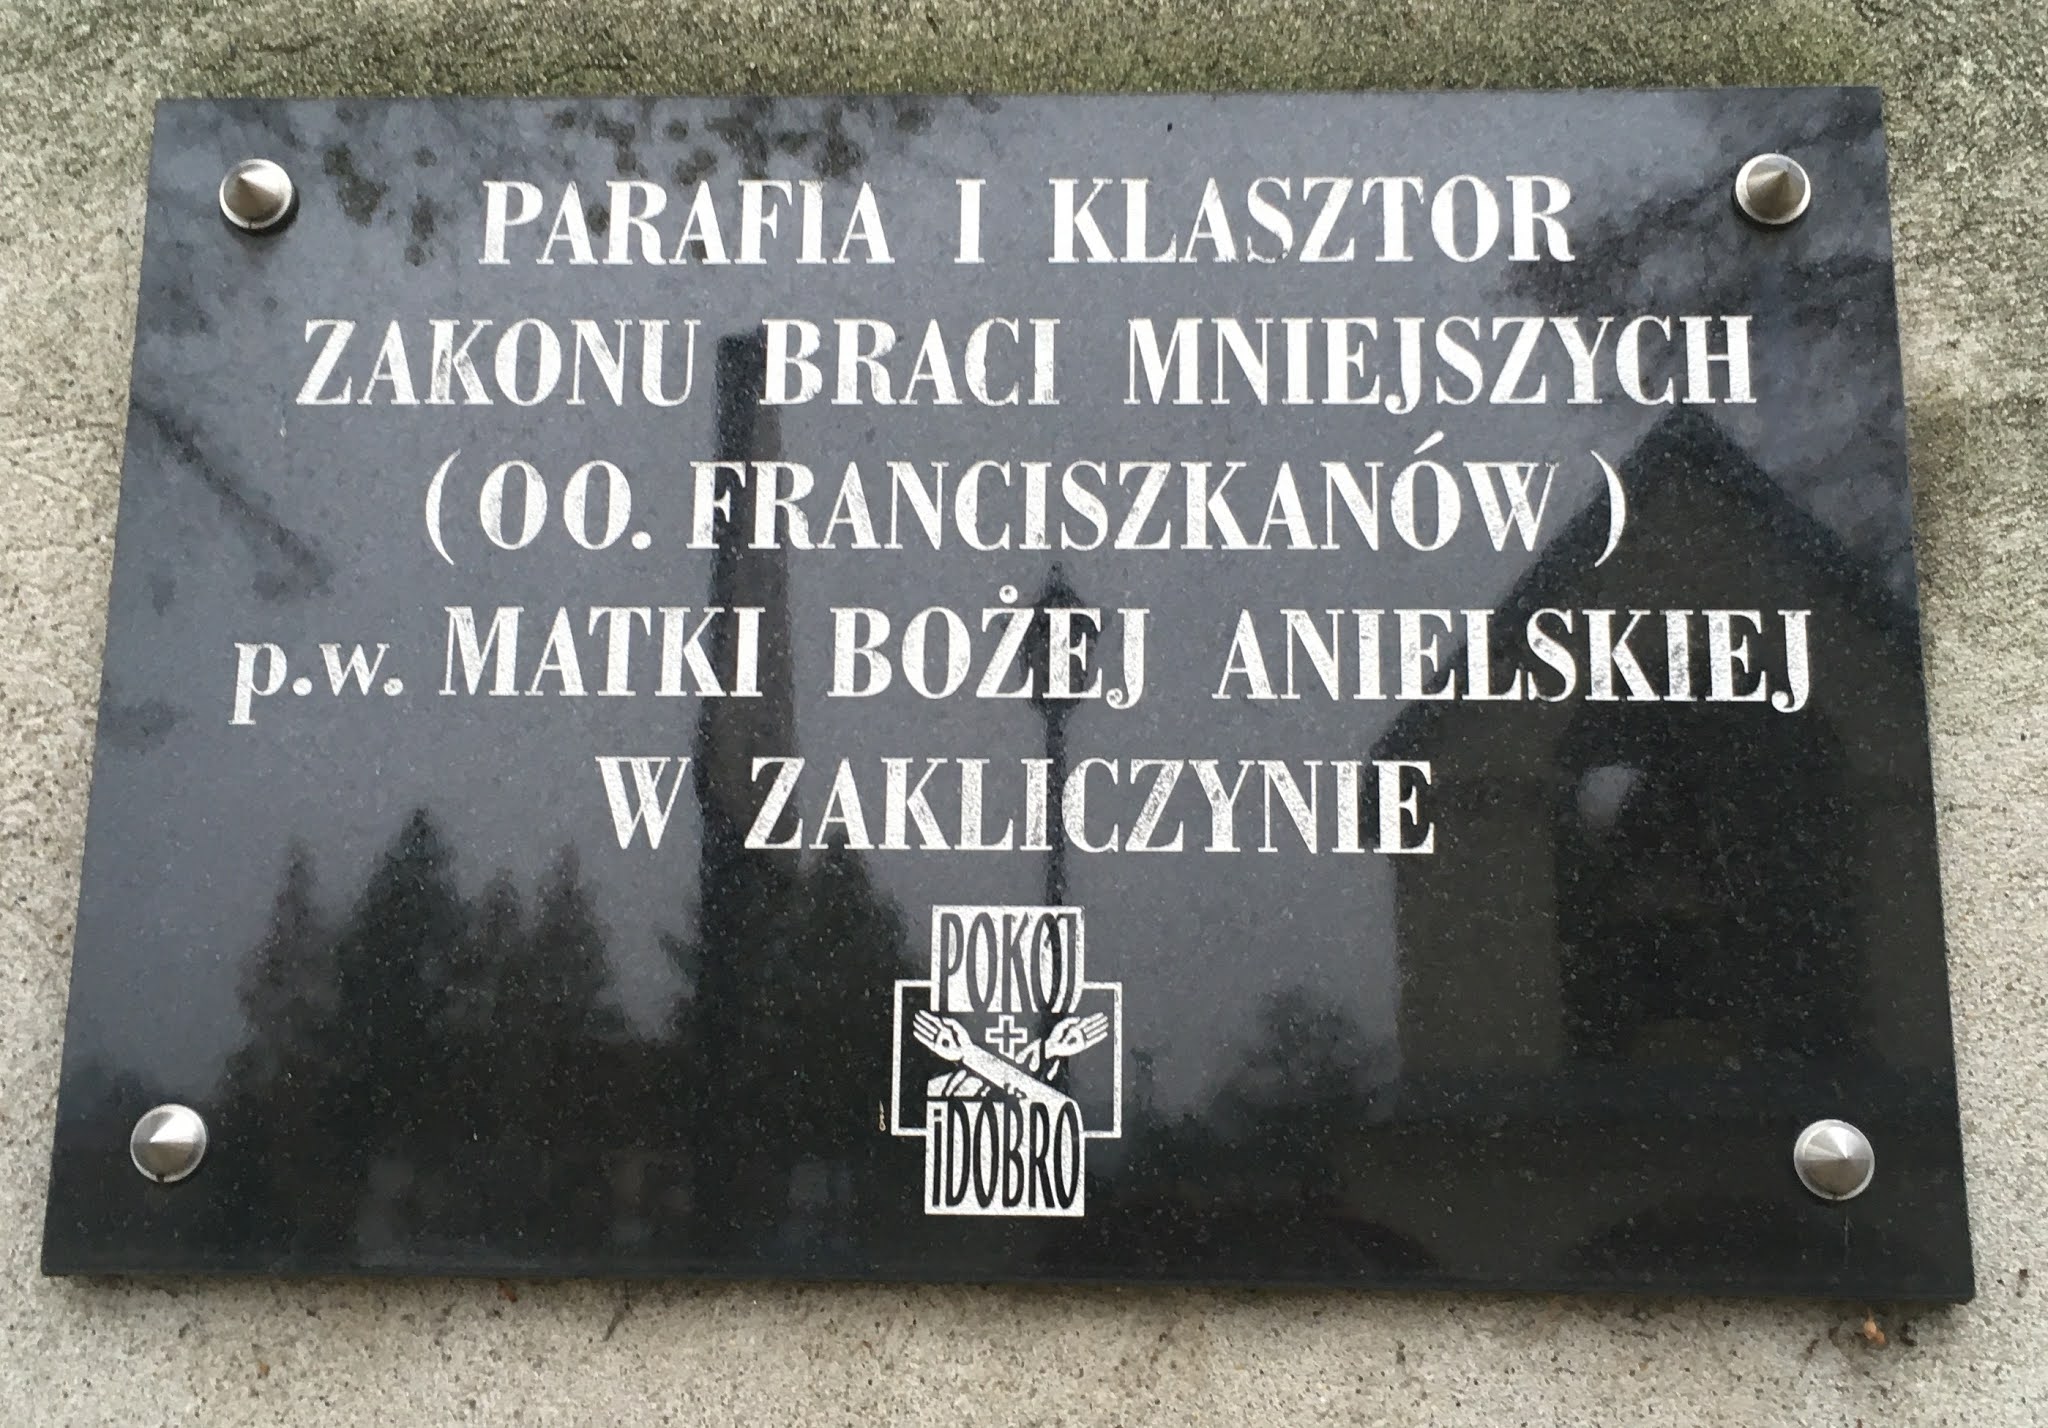 PARAFIA I KLASZTOR
ZAKONU BRACI MNIEJSZYCH
(OO. FRANCISZKANÓW)
p.w. MATKI BOŻEJ ANIELSKIEJ
W ZAKLICZYNIE
POKÓJ
i DOBRO